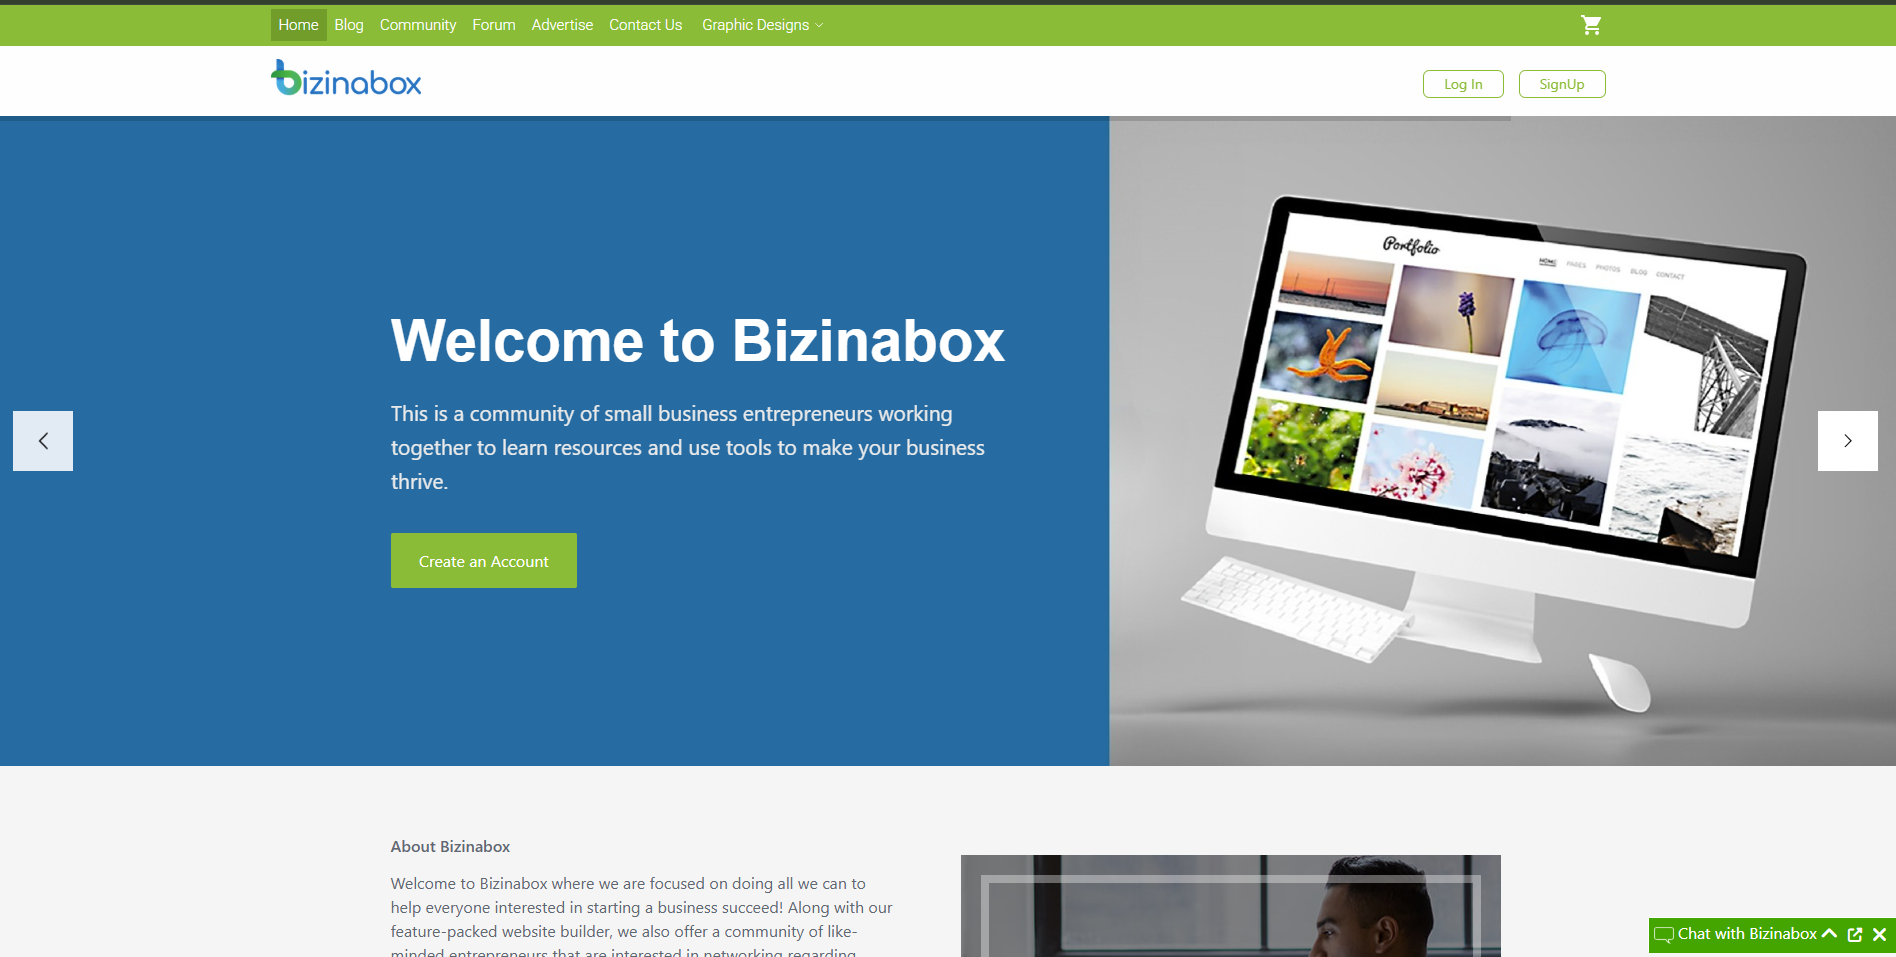 Home Blog Community Forum Advertise Contact Us Graphic Designs
bizinabox
Log In SignUp
Portfolio
HOME PAGES PHOTOS BLOG CONTACT
Welcome to Bizinabox
This is a community of small business entrepreneurs working
together to learn resources and use tools to make your business
thrive.
Create an Account
About Bizinabox
Welcome to Bizinabox where we are focused on doing all we can to
help everyone interested in starting a business succeed! Along with our
feature-packed website builder, we also offer a community of like-
minded entrepreneurs that are interested in networking regarding
Chat with Bizinabox